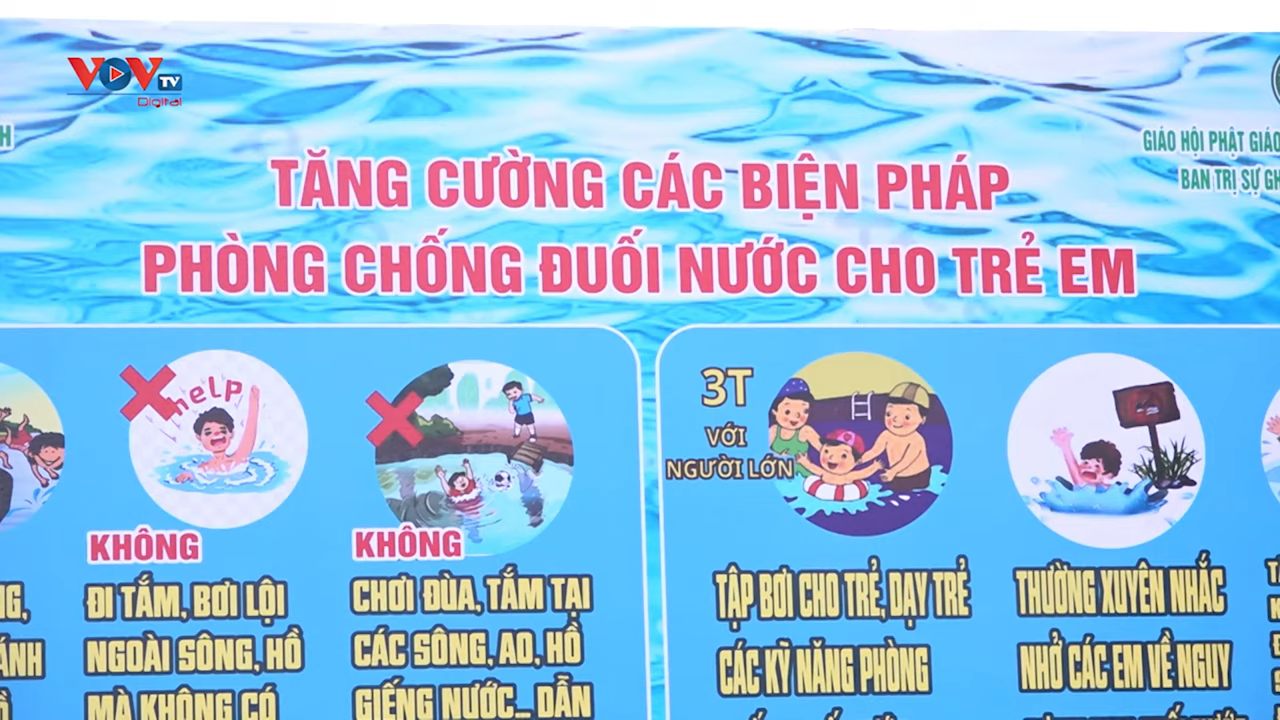 VOV TV
Digital
GIÁO HỘI PHẬT GIÁO
BAN TRỊ SỰ GH
TĂNG CƯỜNG CÁC BIỆN PHÁP
PHÒNG CHỐNG ĐUỐI NƯỚC CHO TRẺ EM
help
KHÔNG
ĐI TẮM, BƠI LỘI
NGOÀI SÔNG, HỒ
MÀ KHÔNG CÓ
KHÔNG
CHƠI ĐÙA, TẮM TẠI
CÁC SÔNG, AO, HỒ
GIẾNG NƯỚC... DẪN
3T
VỚI
NGƯỜI LỚN
TẬP BƠI CHO TRẺ, DẠY TRẺ
CÁC KỸ NĂNG PHÒNG
THƯỜNG XUYÊN NHẮC
NHỞ CÁC EM VỀ NGUY